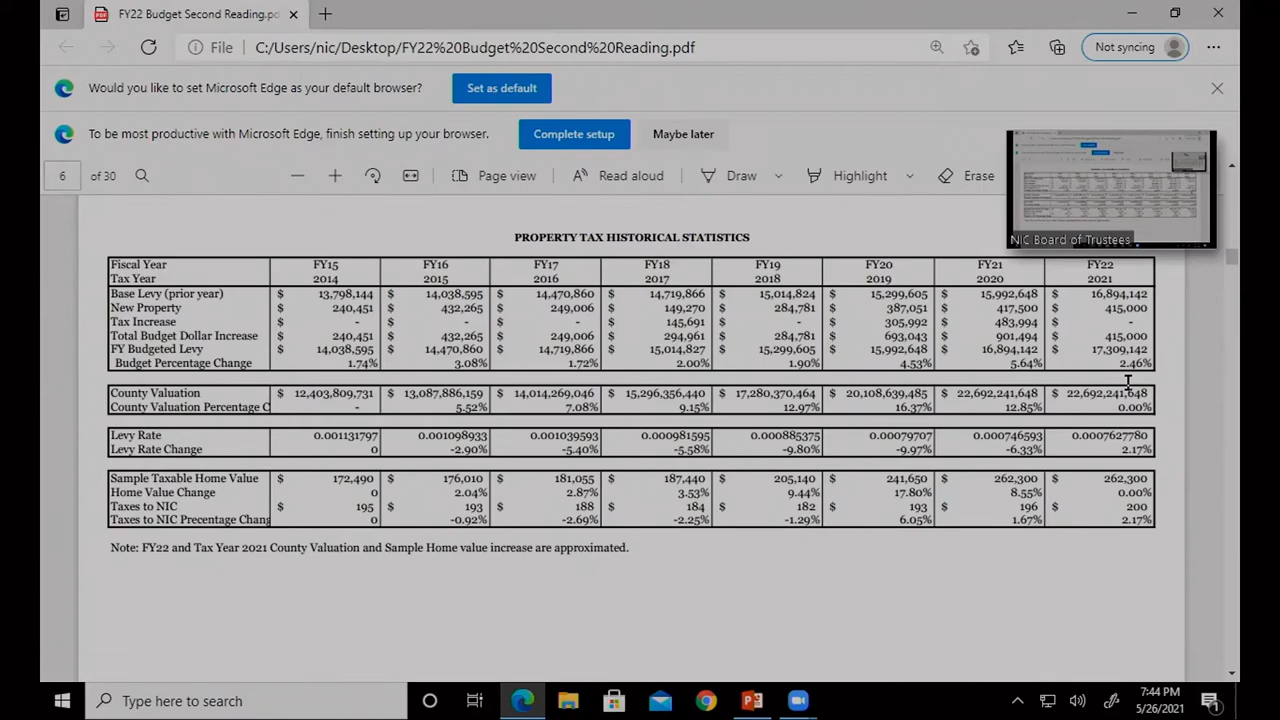 FY22 Budget Second Reading.pd
File C:/Users/nic/Desktop/FY22%20Budget%20Second%20Reading.pdf Not syncing
Would you like to set Microsoft Edge as your default browser? Set as default
To be most productive with Microsoft Edge, finish setting up your browser. Complete setup Maybe later
6 of 30 Page view Read aloud Draw Highlight Erase
NIC Board of Trustees
PROPERTY TAX HISTORICAL STATISTICS
Fiscal Year FY15 FY16 FY17 FY18 FY19 FY20 FY21 FY22
Tax Year 2014 2015 2016 2017 2018 2019 2020 2021
Base Levy (prior year) $ 13,798,144 $ 14,038,595 $ 14,470,860 $ 14,719,866 $ 15,014,824 $ 15,299,605 $ 15,992,648 $ 16,894,142
New Property $ 240,451 $ 432,265 $ 249,006 $ 149,270 $ 284,781 $ 387,051 $ 417,500 $ 415,000
Tax Increase $ - $ - $ - $ 145,691 $ - $ 305,992 $ 483,994 $ -
Total Budget Dollar Increase $ 240,451 $ 432,265 $ 249,006 $ 294,961 $ 284,781 $ 693,043 $ 901,494 $ 415,000
FY Budgeted Levy $ 14,038,595 $ 14,470,860 $ 14,719,866 $ 15,014,827 $ 15,299,605 $ 15,992,648 $ 16,894,142 $ 17,309,142
Budget Percentage Change 1.74% 3.08% 1.72% 2.00% 1.90% 4.53% 5.64% 2.46%
County Valuation $ 12,403,809,731 $ 13,087,886,159 $ 14,014,269,046 $ 15,296,356,440 $ 17,280,370,464 $ 20,108,639,485 $ 22,692,241,648 $ 22,692,241,648
County Valuation Percentage C - 5.52% 7.08% 9.15% 12.97% 16.37% 12.85% 0.00%
Levy Rate 0.001131797 0.001098933 0.001039593 0.000981595 0.000885375 0.00079707 0.000746593 0.0007627780
Levy Rate Change 0 -2.90% -5.40% -5.58% -9.80% -9.97% -6.33% 2.17%
Sample Taxable Home Value $ 172,490 $ 176,010 $ 181,055 $ 187,440 $ 205,140 $ 241,650 $ 262,300 $ 262,300
Home Value Change 0 2.04% 2.87% 3.53% 9.44% 17.80% 8.55% 0.00%
Taxes to NIC $ 195 $ 193 $ 188 $ 184 $ 182 $ 193 $ 196 $ 200
Taxes to NIC Precentage Chang 0 -0.92% -2.69% -2.25% -1.29% 6.05% 1.67% 2.17%
Note: FY22 and Tax Year 2021 County Valuation and Sample Home value increase are approximated.
Type here to search
7:44 PM
5/26/2021